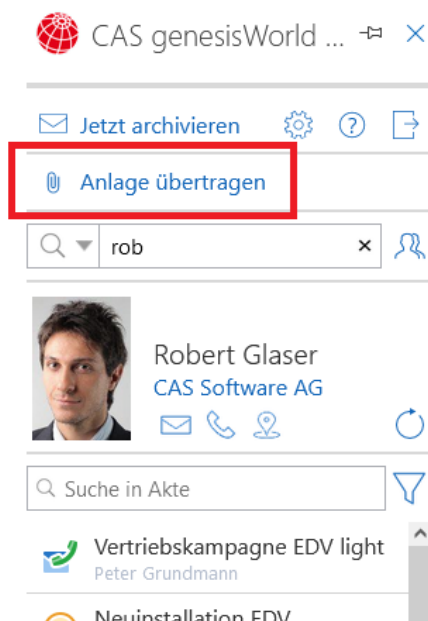 CAS genesisWorld ...
Jetzt archivieren
Anlage übertragen
rob
Robert Glaser
CAS Software AG
Suche in Akte
Vertriebskampagne EDV light
Peter Grundmann
Neuinstallation EDV